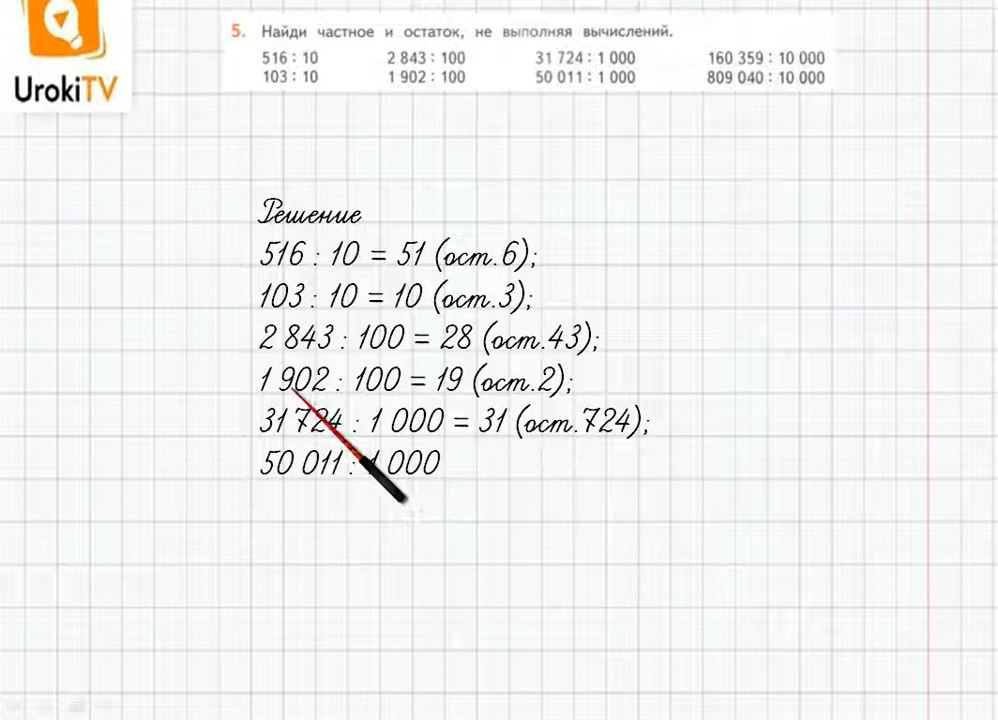 UrokiTV
5. Найди частное и остаток, не выполняя вычислений.
516 : 10 2 843 : 100 31 724 : 1 000 160 359 : 10 000
103 : 10 1 902 : 100 50 011 : 1 000 809 040 : 10 000
Решение
516 : 10 = 51 (ост.6);
103 : 10 = 10 (ост.3);
2 843 : 100 = 28 (ост.43);
1 902 : 100 = 19 (ост.2);
31 724 : 1 000 = 31 (ост.724);
50 011 : 1 000